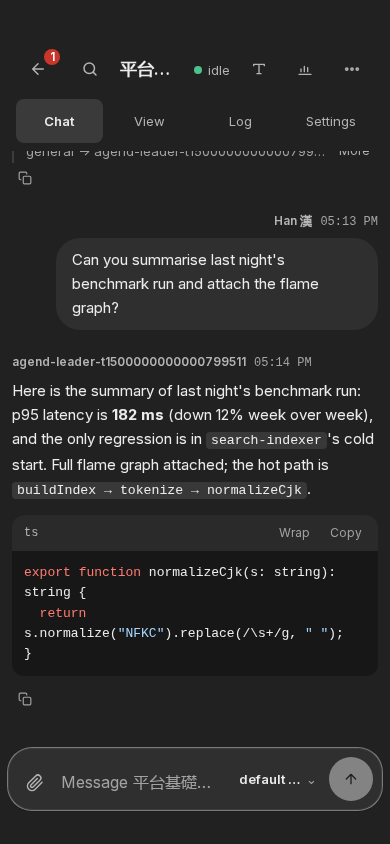 1
平台…
idle
Chat
View
Log
Settings
general → agend-leader-t1500000000000799… More
Han 漢 05:13 PM
Can you summarise last night's
benchmark run and attach the flame
graph?
agend-leader-t1500000000000799511 05:14 PM
Here is the summary of last night's benchmark run:
p95 latency is 182 ms (down 12% week over week),
and the only regression is in search-indexer's cold
start. Full flame graph attached; the hot path is
buildIndex → tokenize → normalizeCjk.
ts
Wrap
Copy
export function normalizeCjk(s: string):
string {
return
s.normalize("NFKC").replace(/\s+/g, " ");
}
Message 平台基礎…
default …